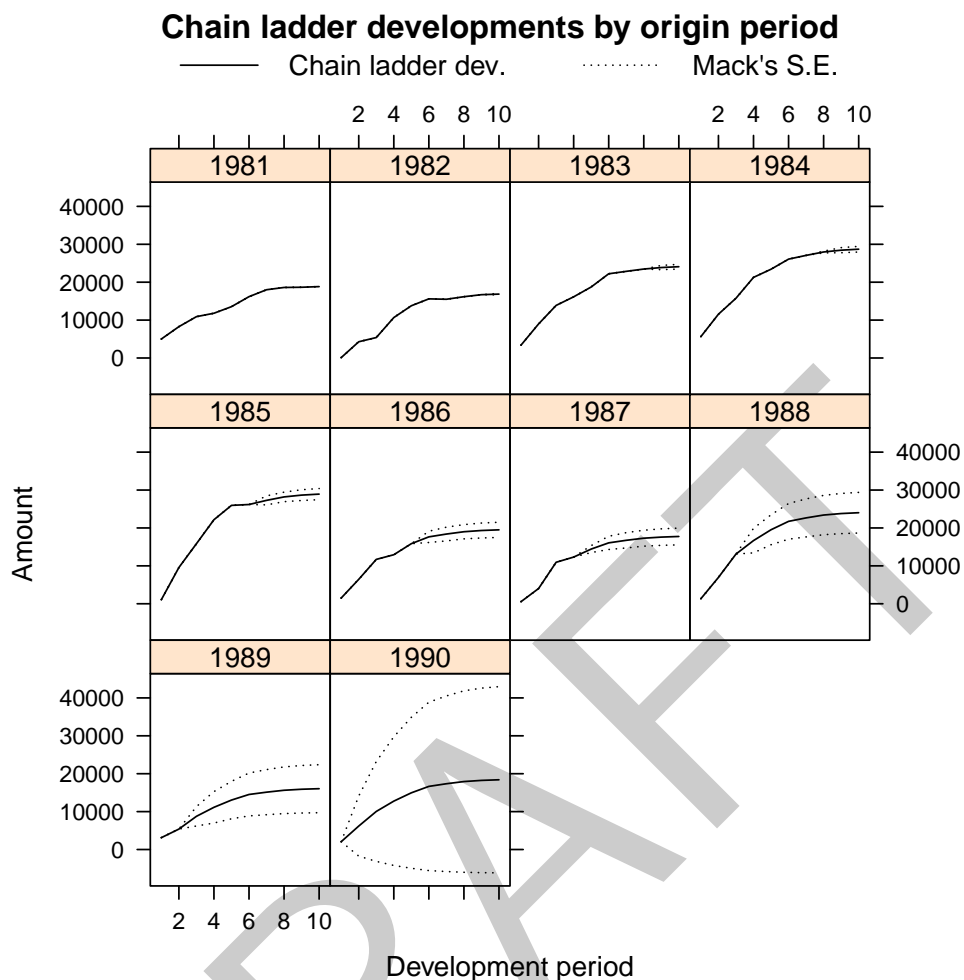 Chain ladder developments by origin period
Chain ladder dev. Mack's S.E.
2 4 6 8 10 2 4 6 8 10
1981 1982 1983 1984
40000
30000
20000
10000
0
1985 1986 1987 1988
40000
30000
20000
10000
0
Amount
1989 1990
40000
30000
20000
10000
0
2 4 6 8 10
Development period
DRAFT